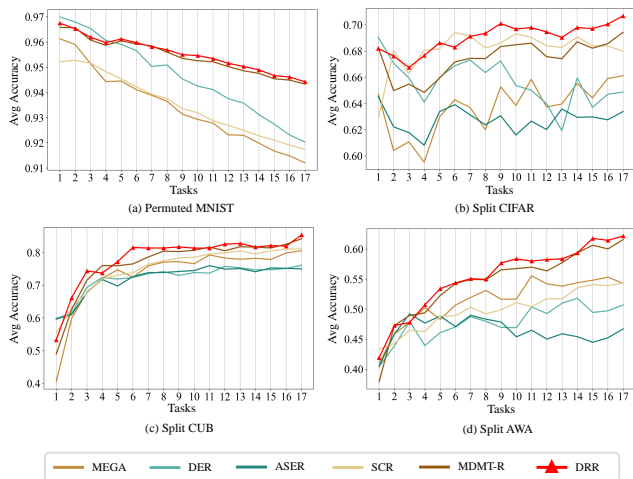 0.97
0.96
0.95
0.94
0.93
0.92
0.91
Avg Accuracy
1 2 3 4 5 6 7 8 9 10 11 12 13 14 15 16 17
Tasks
(a) Permuted MNIST
0.70
0.68
0.66
0.64
0.62
0.60
Avg Accuracy
1 2 3 4 5 6 7 8 9 10 11 12 13 14 15 16 17
Tasks
(b) Split CIFAR
0.8
0.7
0.6
0.5
0.4
Avg Accuracy
1 2 3 4 5 6 7 8 9 10 11 12 13 14 15 16 17
Tasks
(c) Split CUB
0.60
0.55
0.50
0.45
0.40
Avg Accuracy
1 2 3 4 5 6 7 8 9 10 11 12 13 14 15 16 17
Tasks
(d) Split AWA
MEGA DER ASER SCR MDMT-R DRR